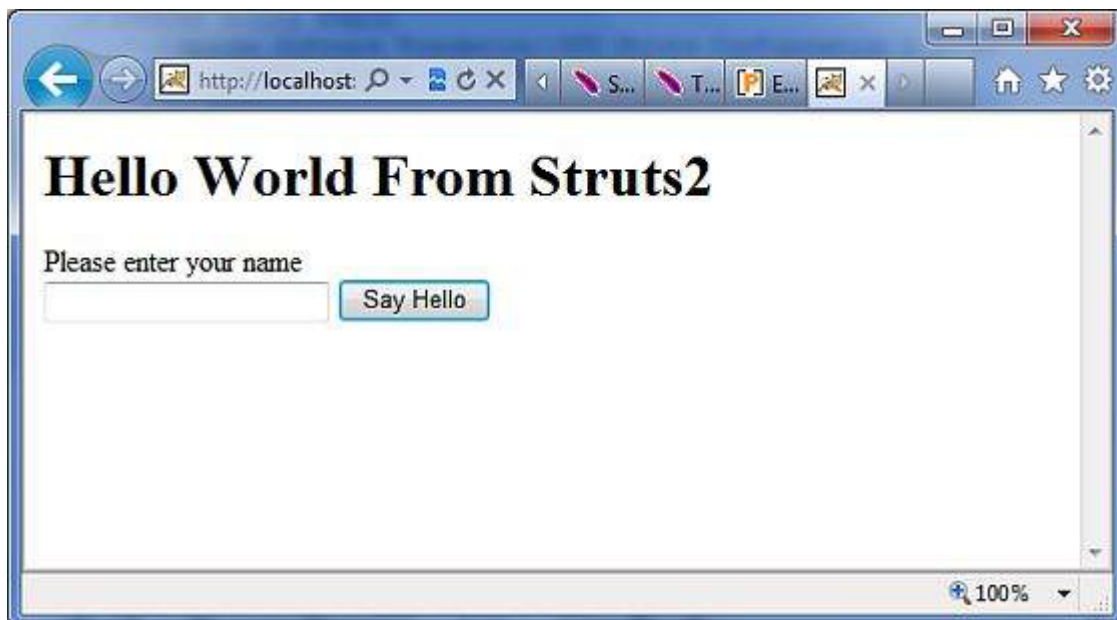 http://localhost:
S...
T...
E...
Hello World From Struts2
Please enter your name
Say Hello
100%